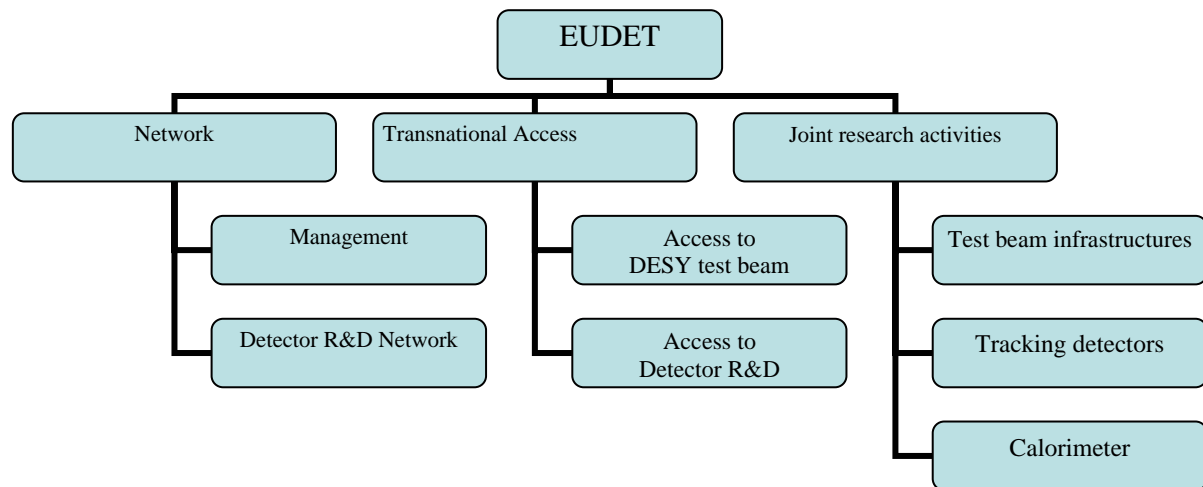 EUDET
Network
Transnational Access
Joint research activities
Management
Access to
DESY test beam
Test beam infrastructures
Detector R&D Network
Access to
Detector R&D
Tracking detectors
Calorimeter